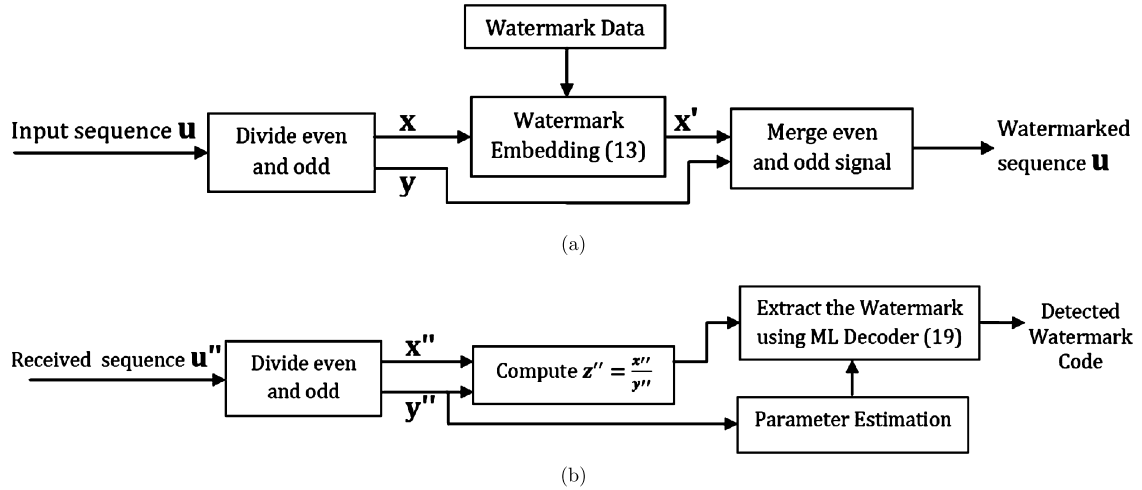 Watermark Data
Input sequence u
Divide even
and odd
x
y
Watermark
Embedding (13)
x'
Merge even
and odd signal
Watermarked
sequence u
(a)
Received sequence u''
Divide even
and odd
x''
y''
Compute z'' = x''/y''
Extract the Watermark
using ML Decoder (19)
Parameter Estimation
Detected
Watermark
Code
(b)